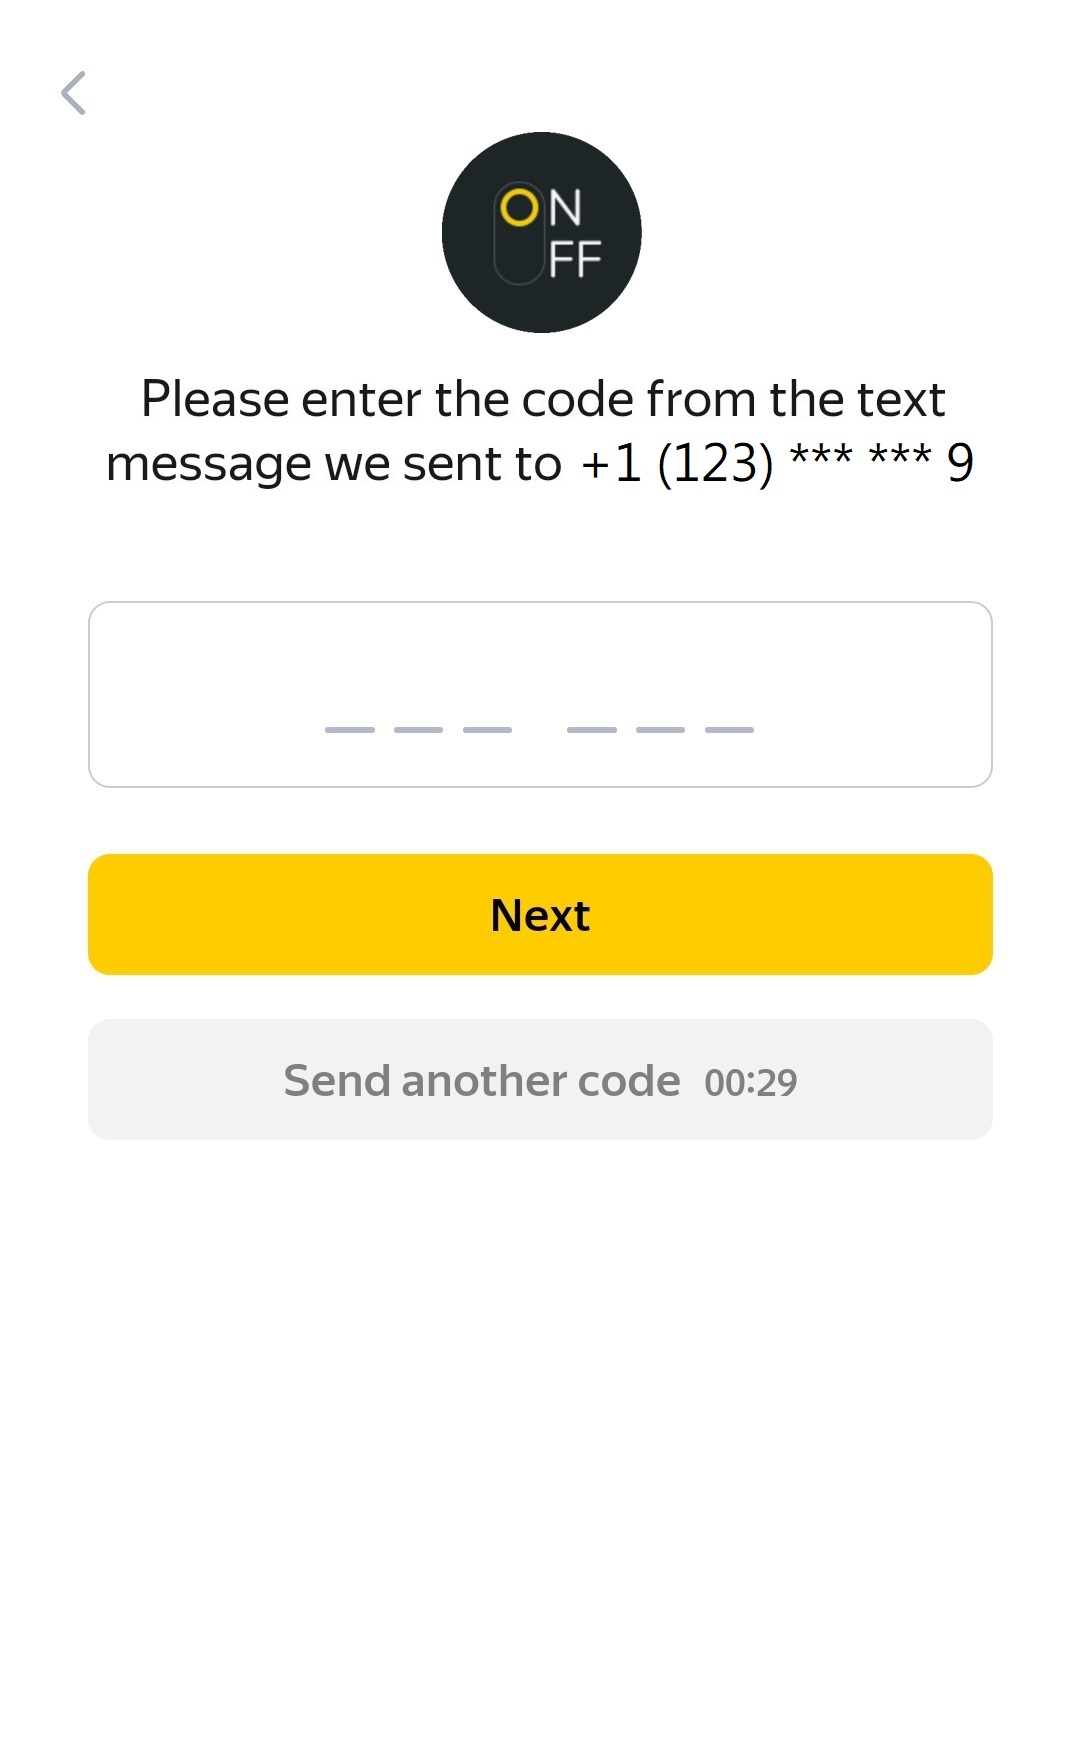 ON
FF
Please enter the code from the text
message we sent to +1 (123) *** *** 9
Next
Send another code 00:29